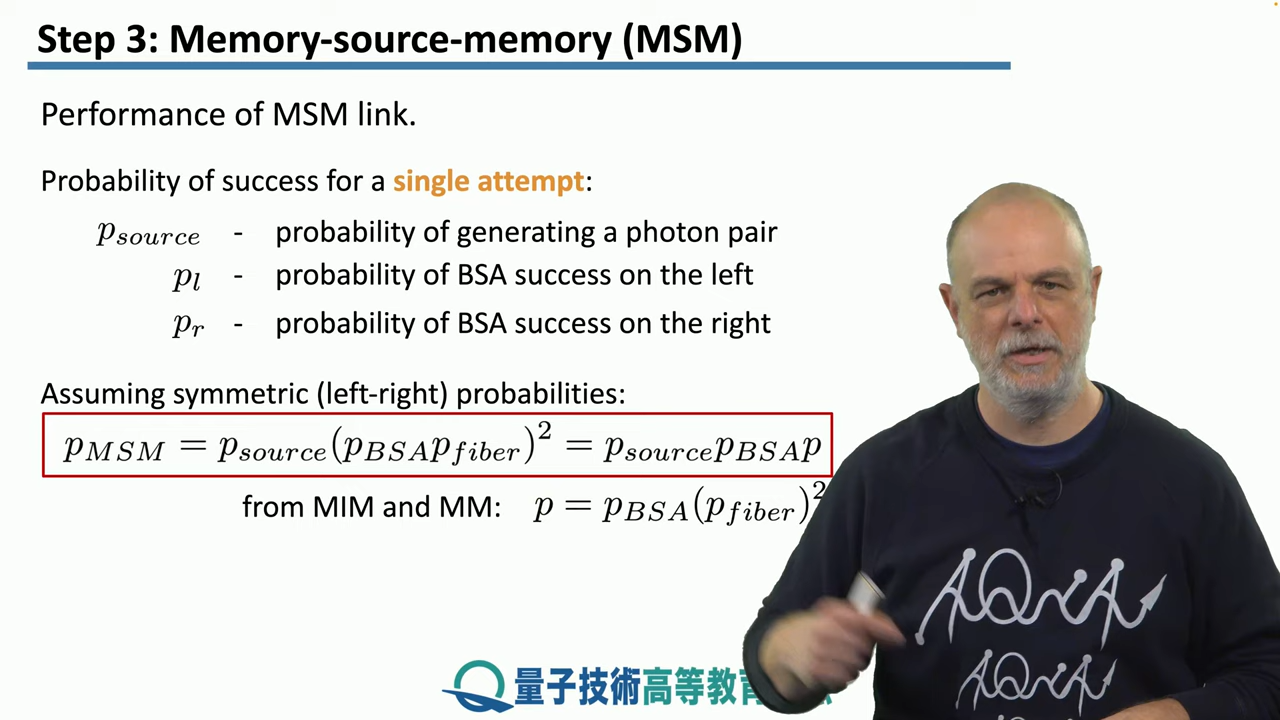 Step 3: Memory-source-memory (MSM)
Performance of MSM link.
Probability of success for a single attempt:
p_source - probability of generating a photon pair
p_l - probability of BSA success on the left
p_r - probability of BSA success on the right
Assuming symmetric (left-right) probabilities:
p_MSM = p_source(p_BSA p_fiber)^2 = p_source p_BSA p
from MIM and MM: p = p_BSA(p_fiber)^2
量子技術高等教育